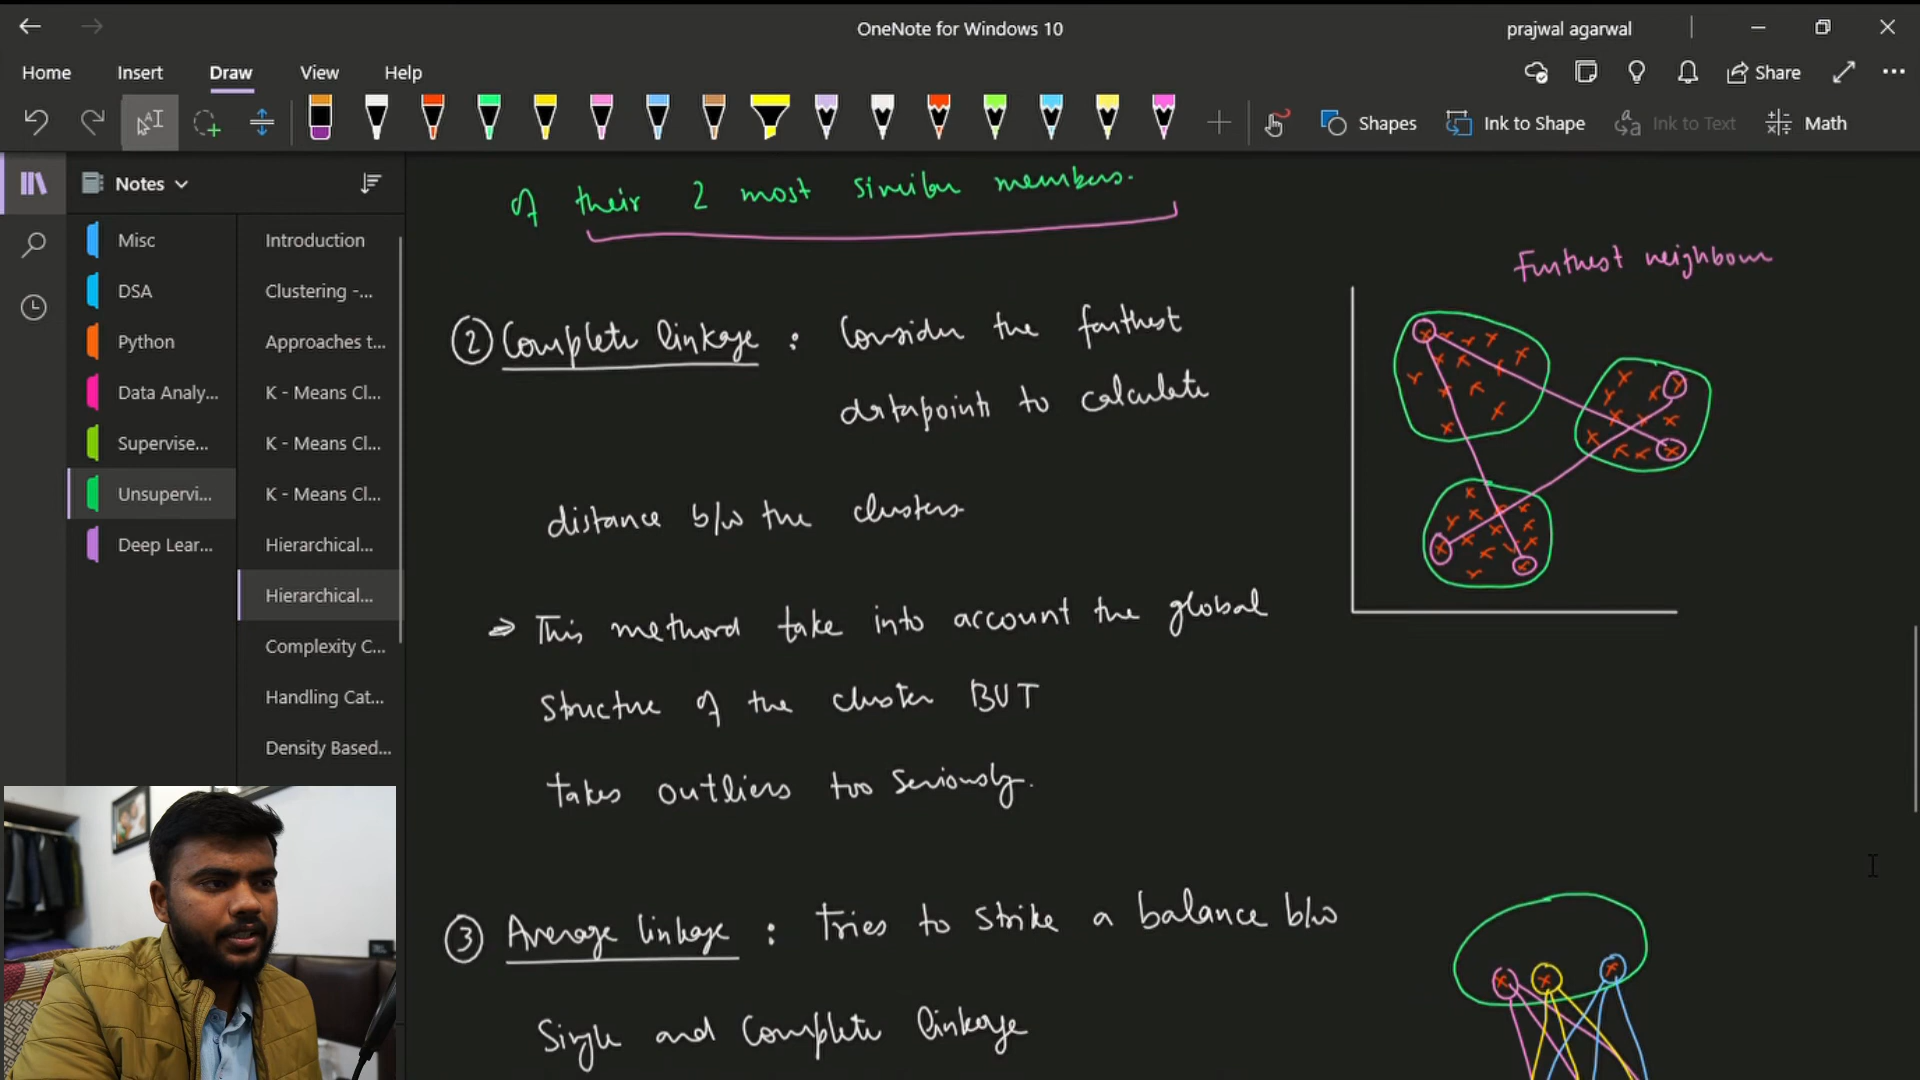 OneNote for Windows 10
prajwal agarwal
Home Insert Draw View Help
Share
Shapes Ink to Shape Ink to Text Math
Notes
Misc
DSA
Python
Data Analy...
Supervise...
Unsupervi...
Deep Lear...
Introduction
Clustering -...
Approaches t...
K - Means Cl...
K - Means Cl...
K - Means Cl...
Hierarchical...
Hierarchical...
Complexity C...
Handling Cat...
Density Based...
of their 2 most similar members.
Furthest neighbour
② Complete linkage : Consider the farthest
datapoints to calculate
distance b/w the clusters
→ This method take into account the global
structure of the cluster BUT
takes outliers too seriously.
③ Average linkage : Tries to strike a balance b/w
Single and Complete linkage